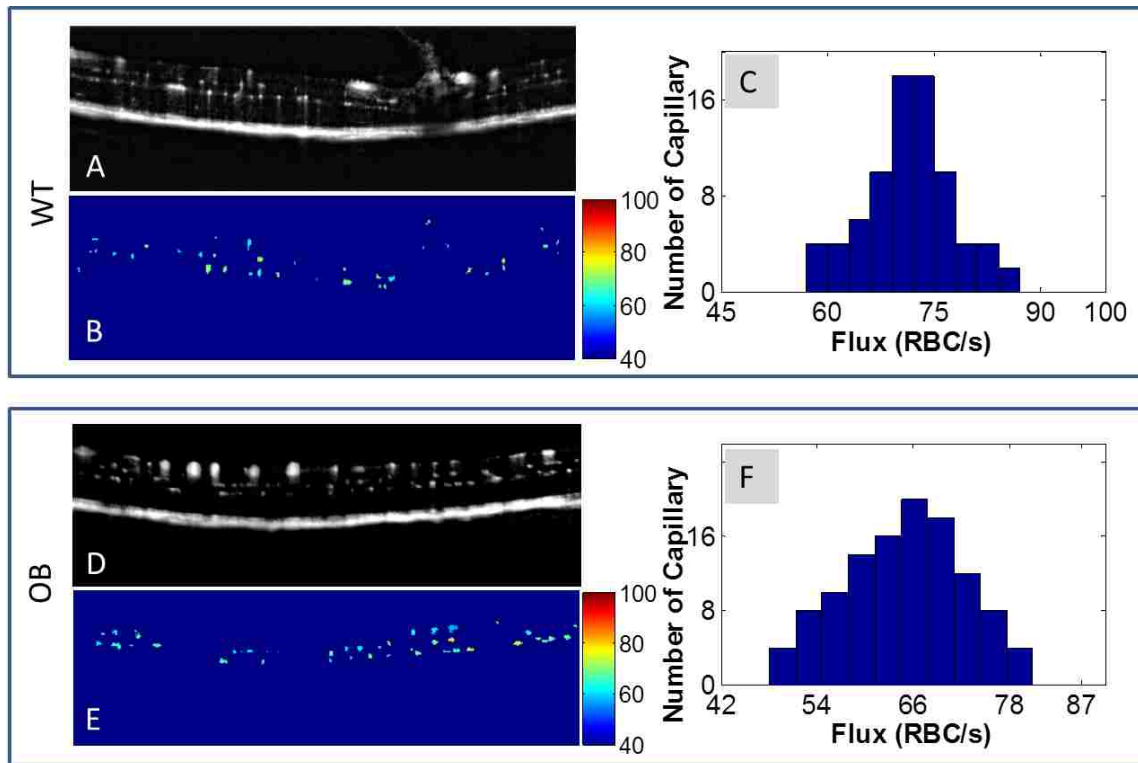 WT
A
B
100
80
60
40
C
Number of Capillary
16
8
0
45 60 75 90 100
Flux (RBC/s)
OB
D
E
100
80
60
40
F
Number of Capillary
16
8
0
42 54 66 78 87
Flux (RBC/s)